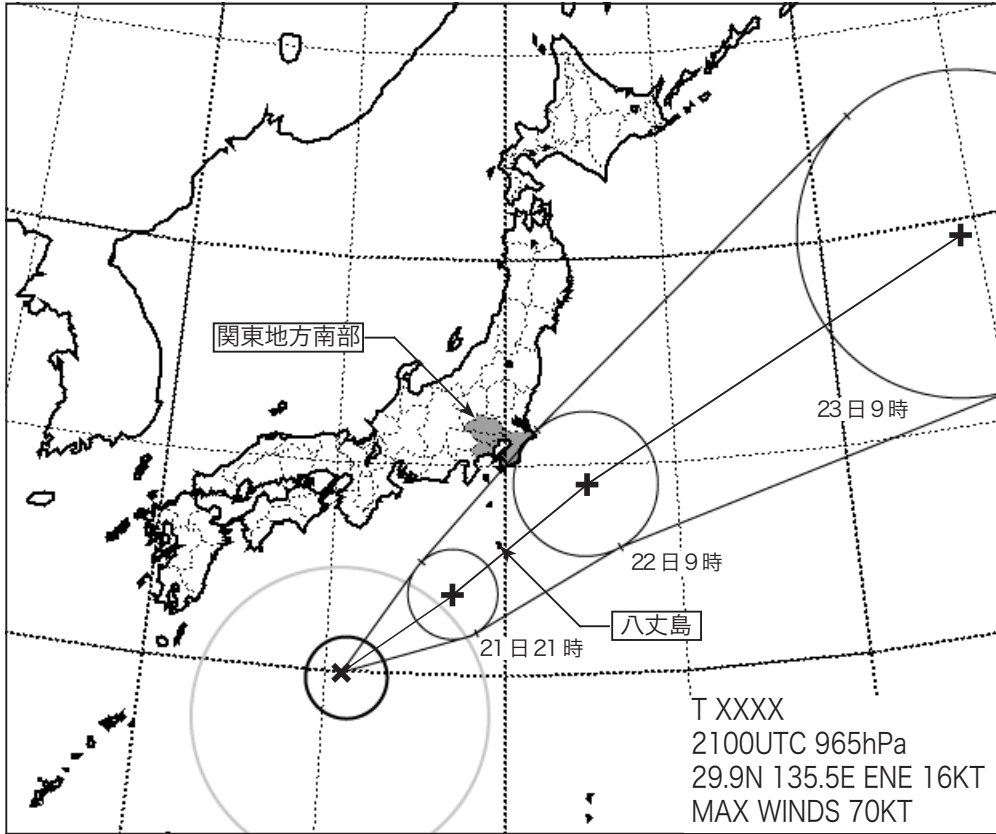 関東地方南部
23日9時
22日9時
八丈島
21日21時
T XXXX
2100UTC 965hPa
29.9N 135.5E ENE 16KT
MAX WINDS 70KT